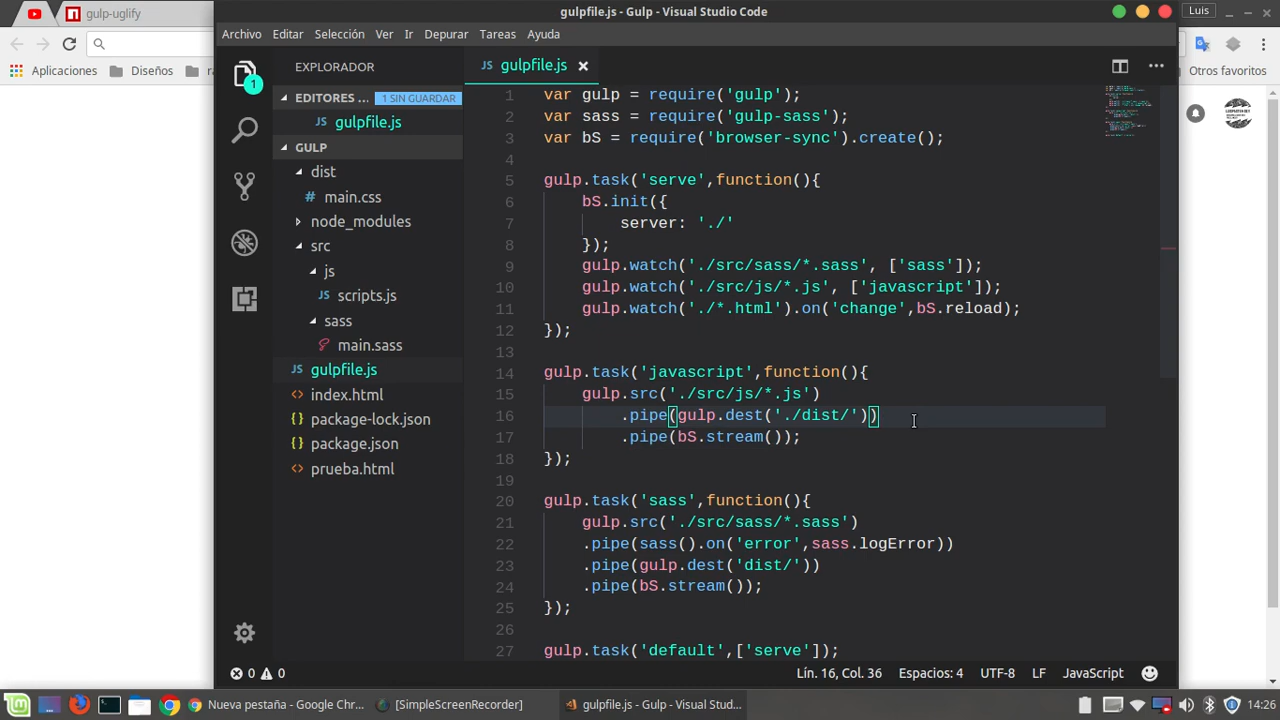 gulpfile.js - Gulp - Visual Studio Code
Luis
gulp-uglify
Archivo Editar Selección Ver Ir Depurar Tareas Ayuda
Aplicaciones Diseños
Otros favoritos
EXPLORADOR
1
EDITORES ... 1 SIN GUARDAR
JS gulpfile.js
GULP
dist
# main.css
node_modules
src
js
JS scripts.js
sass
main.sass
JS gulpfile.js
<> index.html
{} package-lock.json
{} package.json
<> prueba.html
JS gulpfile.js
1 var gulp = require('gulp');
2 var sass = require('gulp-sass');
3 var bS = require('browser-sync').create();
4
5 gulp.task('serve',function(){
6 bS.init({
7 server: './'
8 });
9 gulp.watch('./src/sass/*.sass', ['sass']);
10 gulp.watch('./src/js/*.js', ['javascript']);
11 gulp.watch('./*.html').on('change',bS.reload);
12 });
13
14 gulp.task('javascript',function(){
15 gulp.src('./src/js/*.js')
16 .pipe(gulp.dest('./dist/'))
17 .pipe(bS.stream());
18 });
19
20 gulp.task('sass',function(){
21 gulp.src('./src/sass/*.sass')
22 .pipe(sass().on('error',sass.logError))
23 .pipe(gulp.dest('dist/'))
24 .pipe(bS.stream());
25 });
26
27 gulp.task('default',['serve']);
0 0
Lín. 16, Col. 36 Espacios: 4 UTF-8 LF JavaScript
Nueva pestaña - Google Chr... [SimpleScreenRecorder] gulpfile.js - Gulp - Visual Studi... 14:26